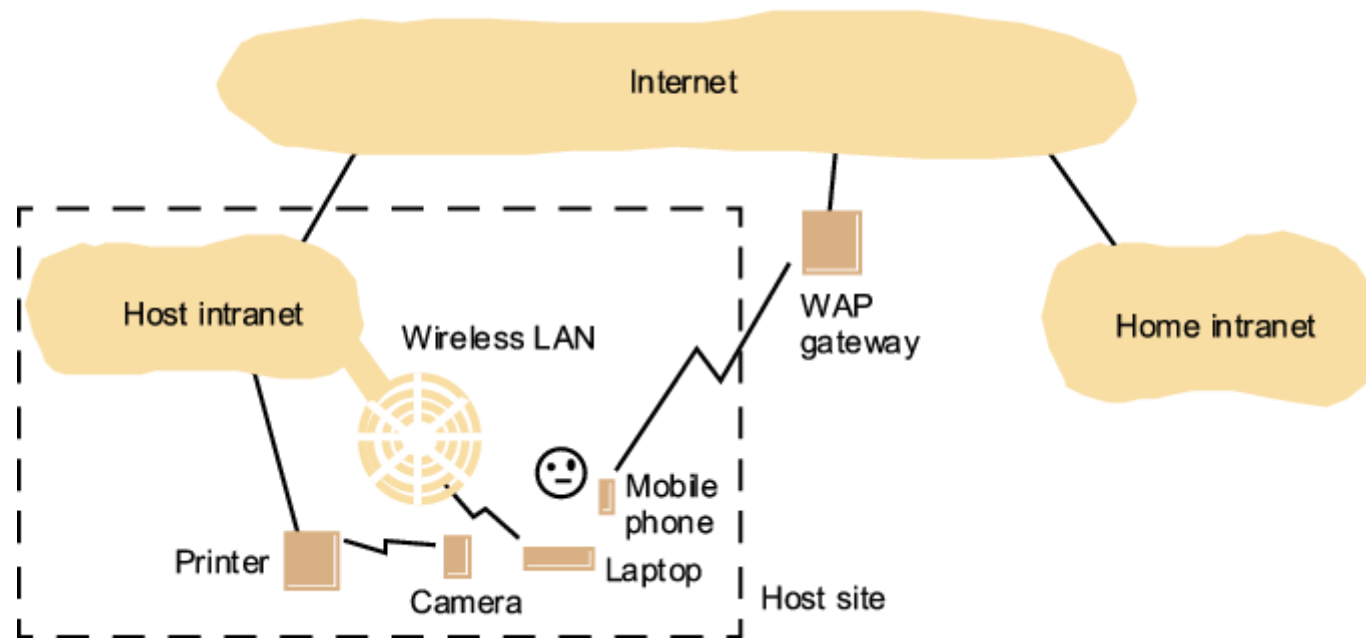 Internet
Host intranet
Wireless LAN
WAP
gateway
Home intranet
Mobile
phone
Printer
Camera
Laptop
Host site